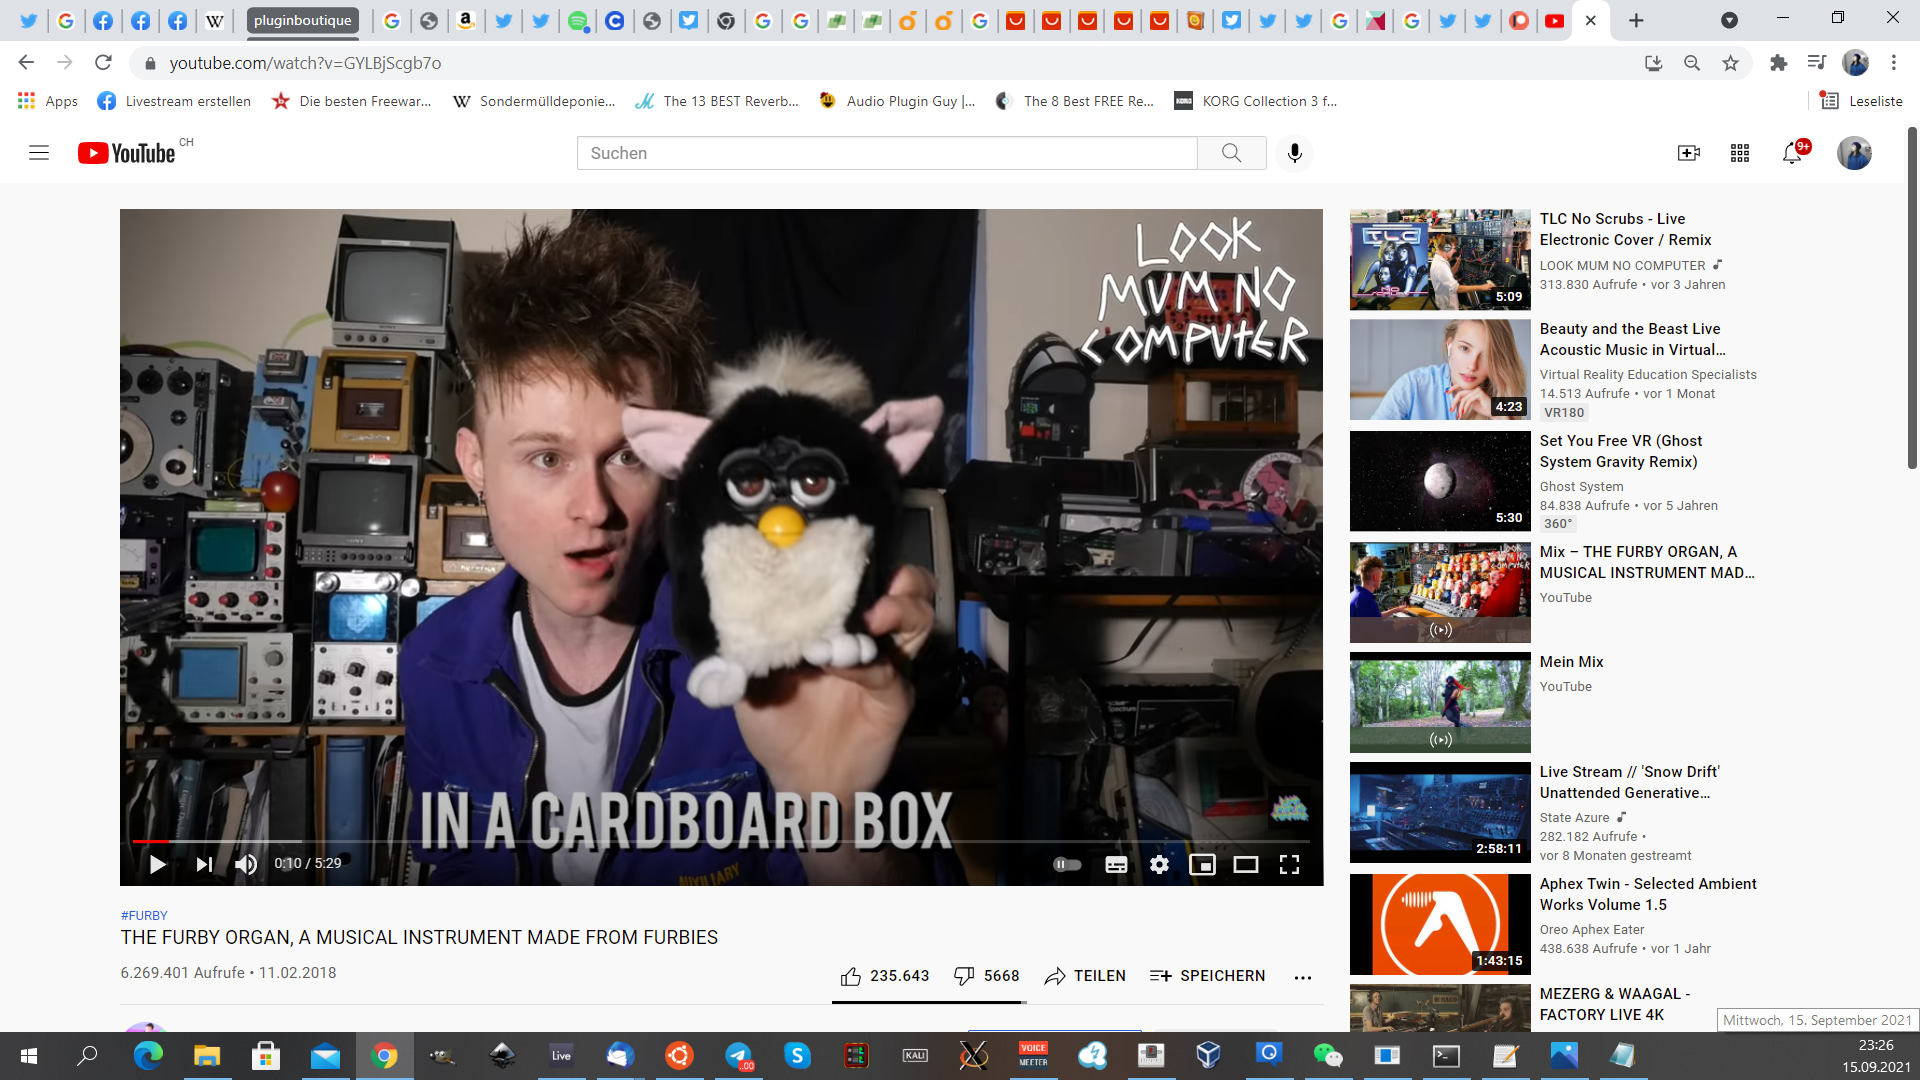 pluginboutique
youtube.com/watch?v=GYLBjScgb7o
Apps
Livestream erstellen
Die besten Freewar...
Sondermülldeponie...
The 13 BEST Reverb...
Audio Plugin Guy |...
The 8 Best FREE Re...
KORG Collection 3 f...
Leseliste
YouTube CH
Suchen
9+
LOOK
MUM NO
COMPUTER
IN A CARDBOARD BOX
0:10 / 5:29
#FURBY
THE FURBY ORGAN, A MUSICAL INSTRUMENT MADE FROM FURBIES
6.269.401 Aufrufe • 11.02.2018
235.643
5668
TEILEN
SPEICHERN
TLC
5:09
TLC No Scrubs - Live
Electronic Cover / Remix
LOOK MUM NO COMPUTER
313.830 Aufrufe • vor 3 Jahren
4:23
Beauty and the Beast Live
Acoustic Music in Virtual...
Virtual Reality Education Specialists
14.513 Aufrufe • vor 1 Monat
VR180
5:30
Set You Free VR (Ghost
System Gravity Remix)
Ghost System
84.838 Aufrufe • vor 5 Jahren
360°
Mix – THE FURBY ORGAN, A
MUSICAL INSTRUMENT MAD...
YouTube
Mein Mix
YouTube
2:58:11
Live Stream // 'Snow Drift'
Unattended Generative...
State Azure
282.182 Aufrufe •
vor 8 Monaten gestreamt
1:43:15
Aphex Twin - Selected Ambient
Works Volume 1.5
Oreo Aphex Eater
438.638 Aufrufe • vor 1 Jahr
MEZERG & WAAGAL -
FACTORY LIVE 4K
Mittwoch, 15. September 2021
Live
KALI
VOICE
MEETER
23:26
15.09.2021